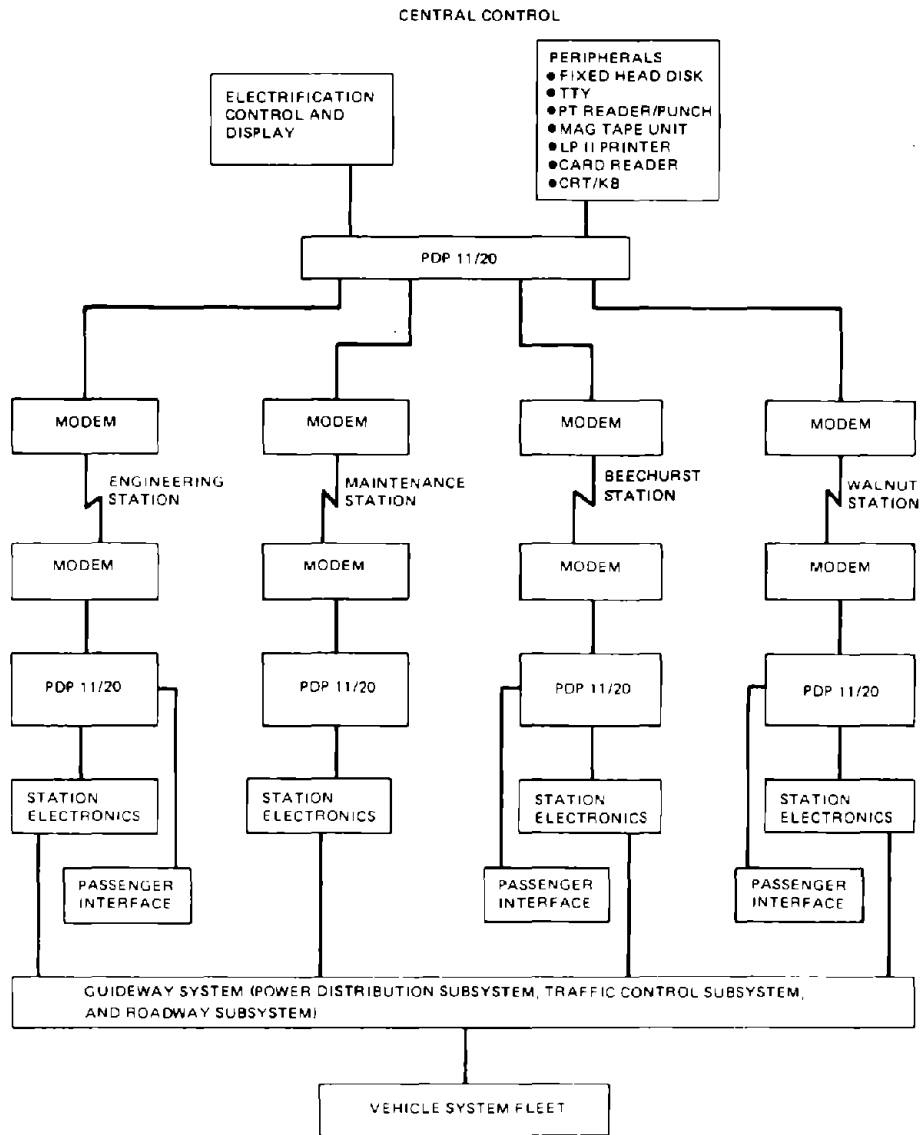 CENTRAL CONTROL
ELECTRIFICATION
CONTROL AND
DISPLAY
PERIPHERALS
● FIXED HEAD DISK
● TTY
● PT READER/PUNCH
● MAG TAPE UNIT
● LP II PRINTER
● CARD READER
● CRT/KB
PDP 11/20
MODEM
MODEM
MODEM
MODEM
ENGINEERING
STATION
MAINTENANCE
STATION
BEECHURST
STATION
WALNUT
STATION
MODEM
MODEM
MODEM
MODEM
PDP 11/20
PDP 11/20
PDP 11/20
PDP 11/20
STATION
ELECTRONICS
STATION
ELECTRONICS
STATION
ELECTRONICS
STATION
ELECTRONICS
PASSENGER
INTERFACE
PASSENGER
INTERFACE
PASSENGER
INTERFACE
GUIDEWAY SYSTEM (POWER DISTRIBUTION SUBSYSTEM, TRAFFIC CONTROL SUBSYSTEM,
AND ROADWAY SUBSYSTEM)
VEHICLE SYSTEM FLEET